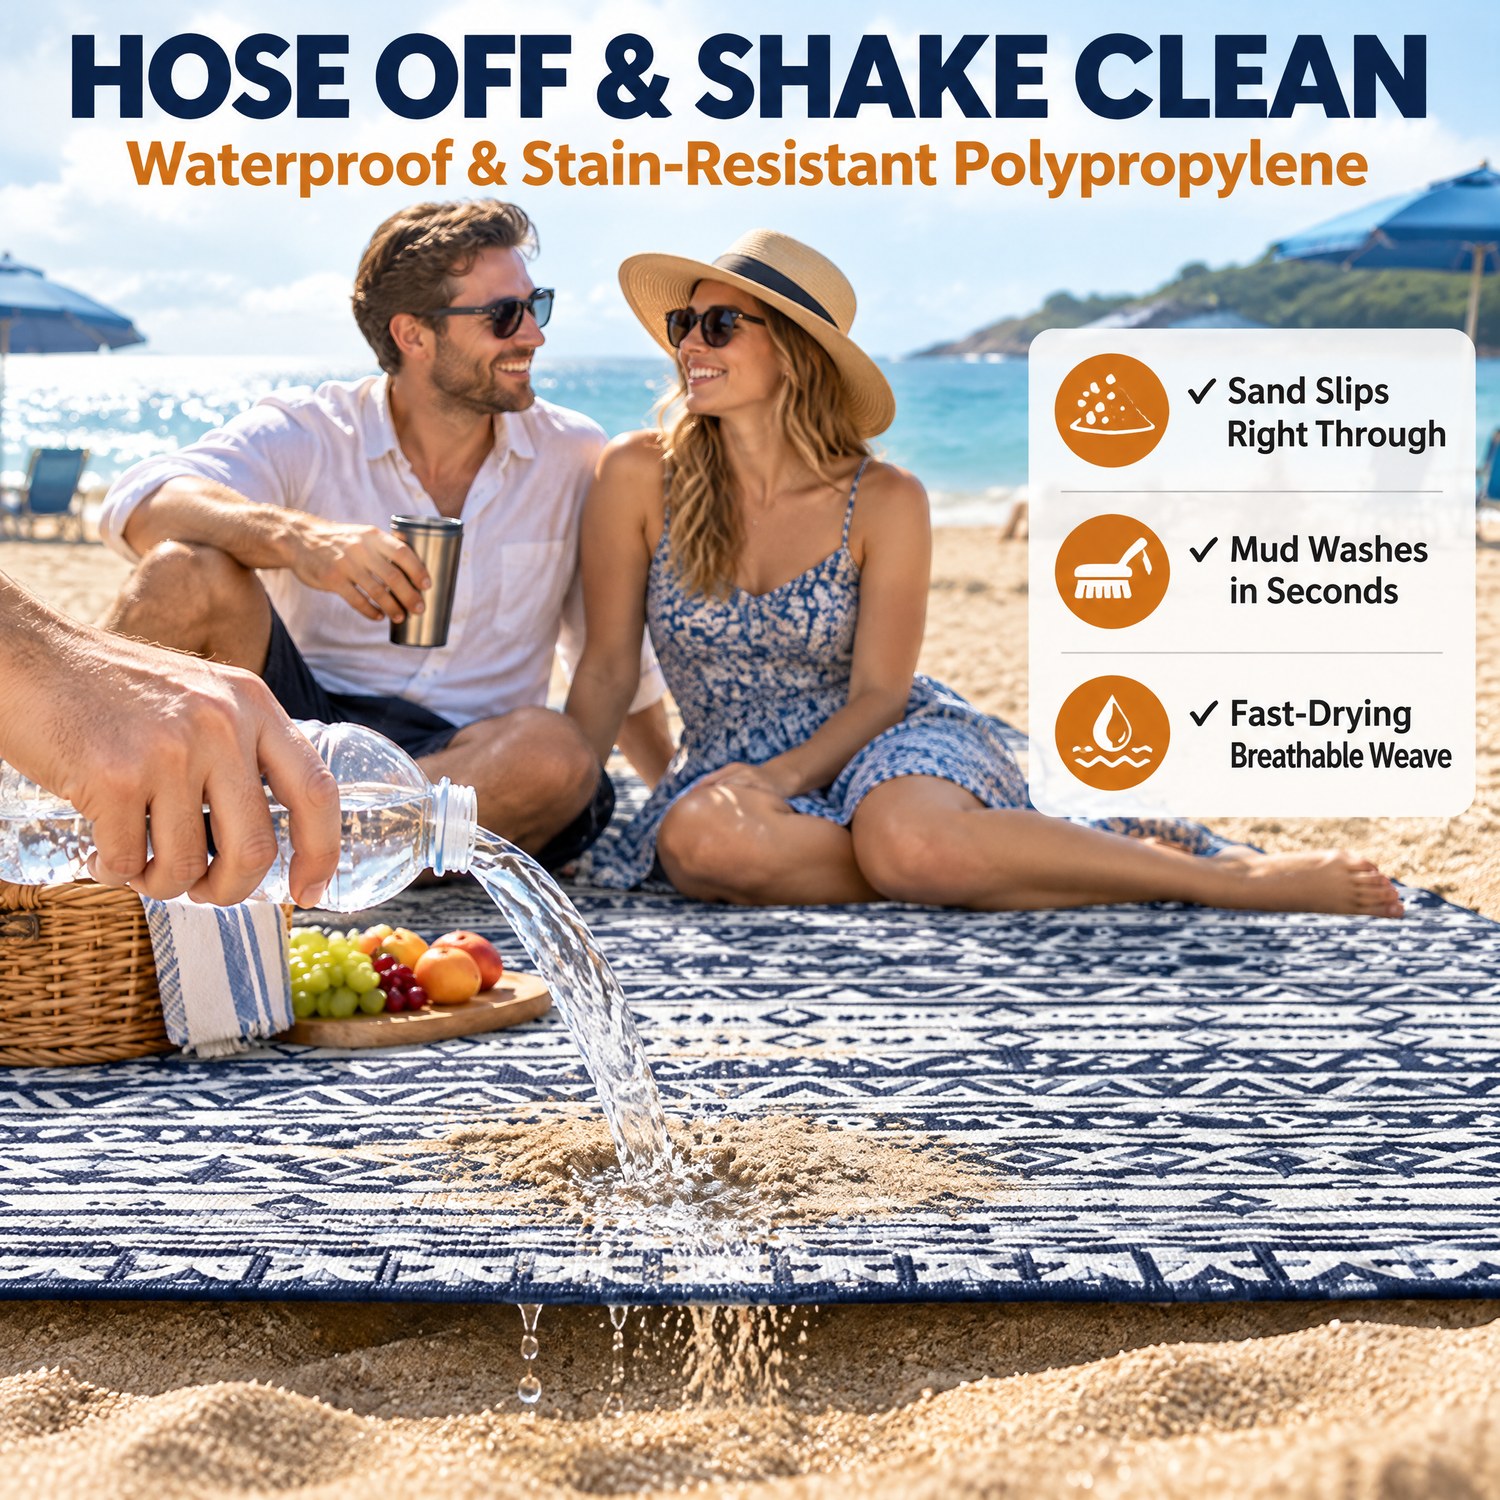 HOSE OFF & SHAKE CLEAN
Waterproof & Stain-Resistant Polypropylene
✓ Sand Slips
Right Through
✓ Mud Washes
in Seconds
✓ Fast-Drying
Breathable Weave